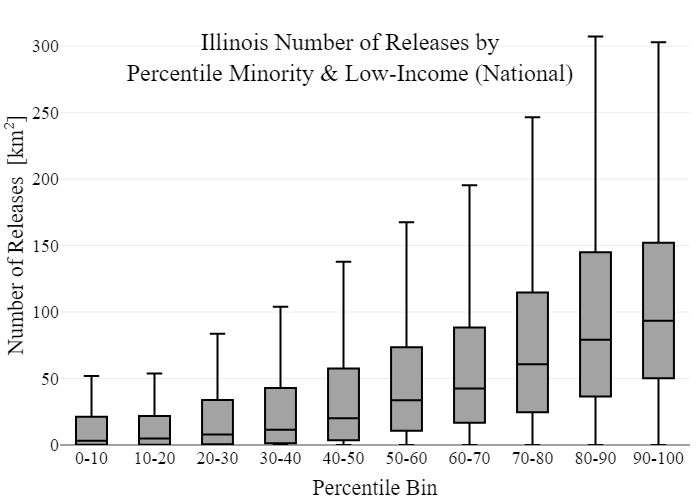 Illinois Number of Releases by
Percentile Minority & Low-Income (National)
Number of Releases [km²]
300
250
200
150
100
50
0
0-10 10-20 20-30 30-40 40-50 50-60 60-70 70-80 80-90 90-100
Percentile Bin